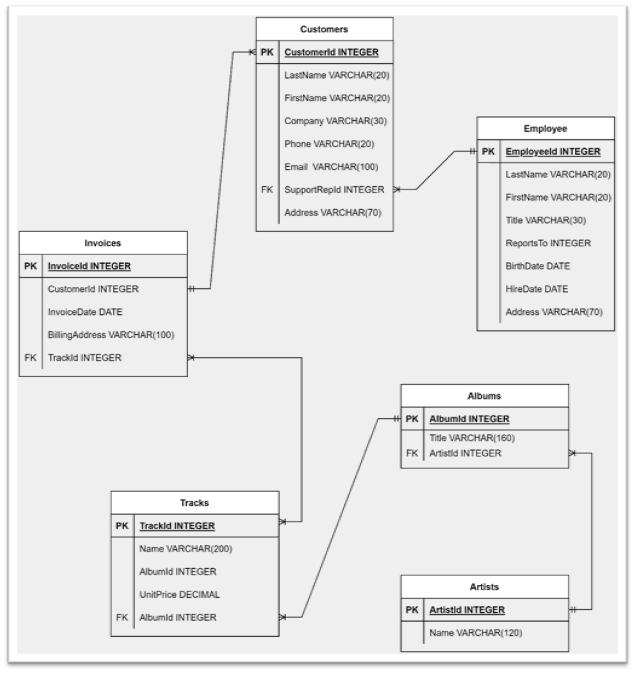 Customers
PK CustomerId INTEGER
LastName VARCHAR(20)
FirstName VARCHAR(20)
Company VARCHAR(30)
Phone VARCHAR(20)
Email VARCHAR(100)
FK SupportRepId INTEGER
Address VARCHAR(70)
Employee
PK EmployeeId INTEGER
LastName VARCHAR(20)
FirstName VARCHAR(20)
Title VARCHAR(30)
ReportsTo INTEGER
BirthDate DATE
HireDate DATE
Address VARCHAR(70)
Invoices
PK InvoiceId INTEGER
CustomerId INTEGER
InvoiceDate DATE
BillingAddress VARCHAR(100)
FK TrackId INTEGER
Albums
PK AlbumId INTEGER
Title VARCHAR(160)
FK ArtistId INTEGER
Tracks
PK TrackId INTEGER
Name VARCHAR(200)
AlbumId INTEGER
UnitPrice DECIMAL
FK AlbumId INTEGER
Artists
PK ArtistId INTEGER
Name VARCHAR(120)